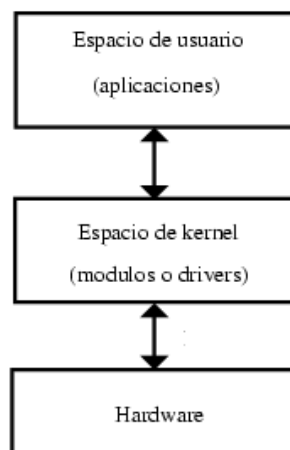 Espacio de usuario
(aplicaciones)
Espacio de kernel
(modulos o drivers)
Hardware